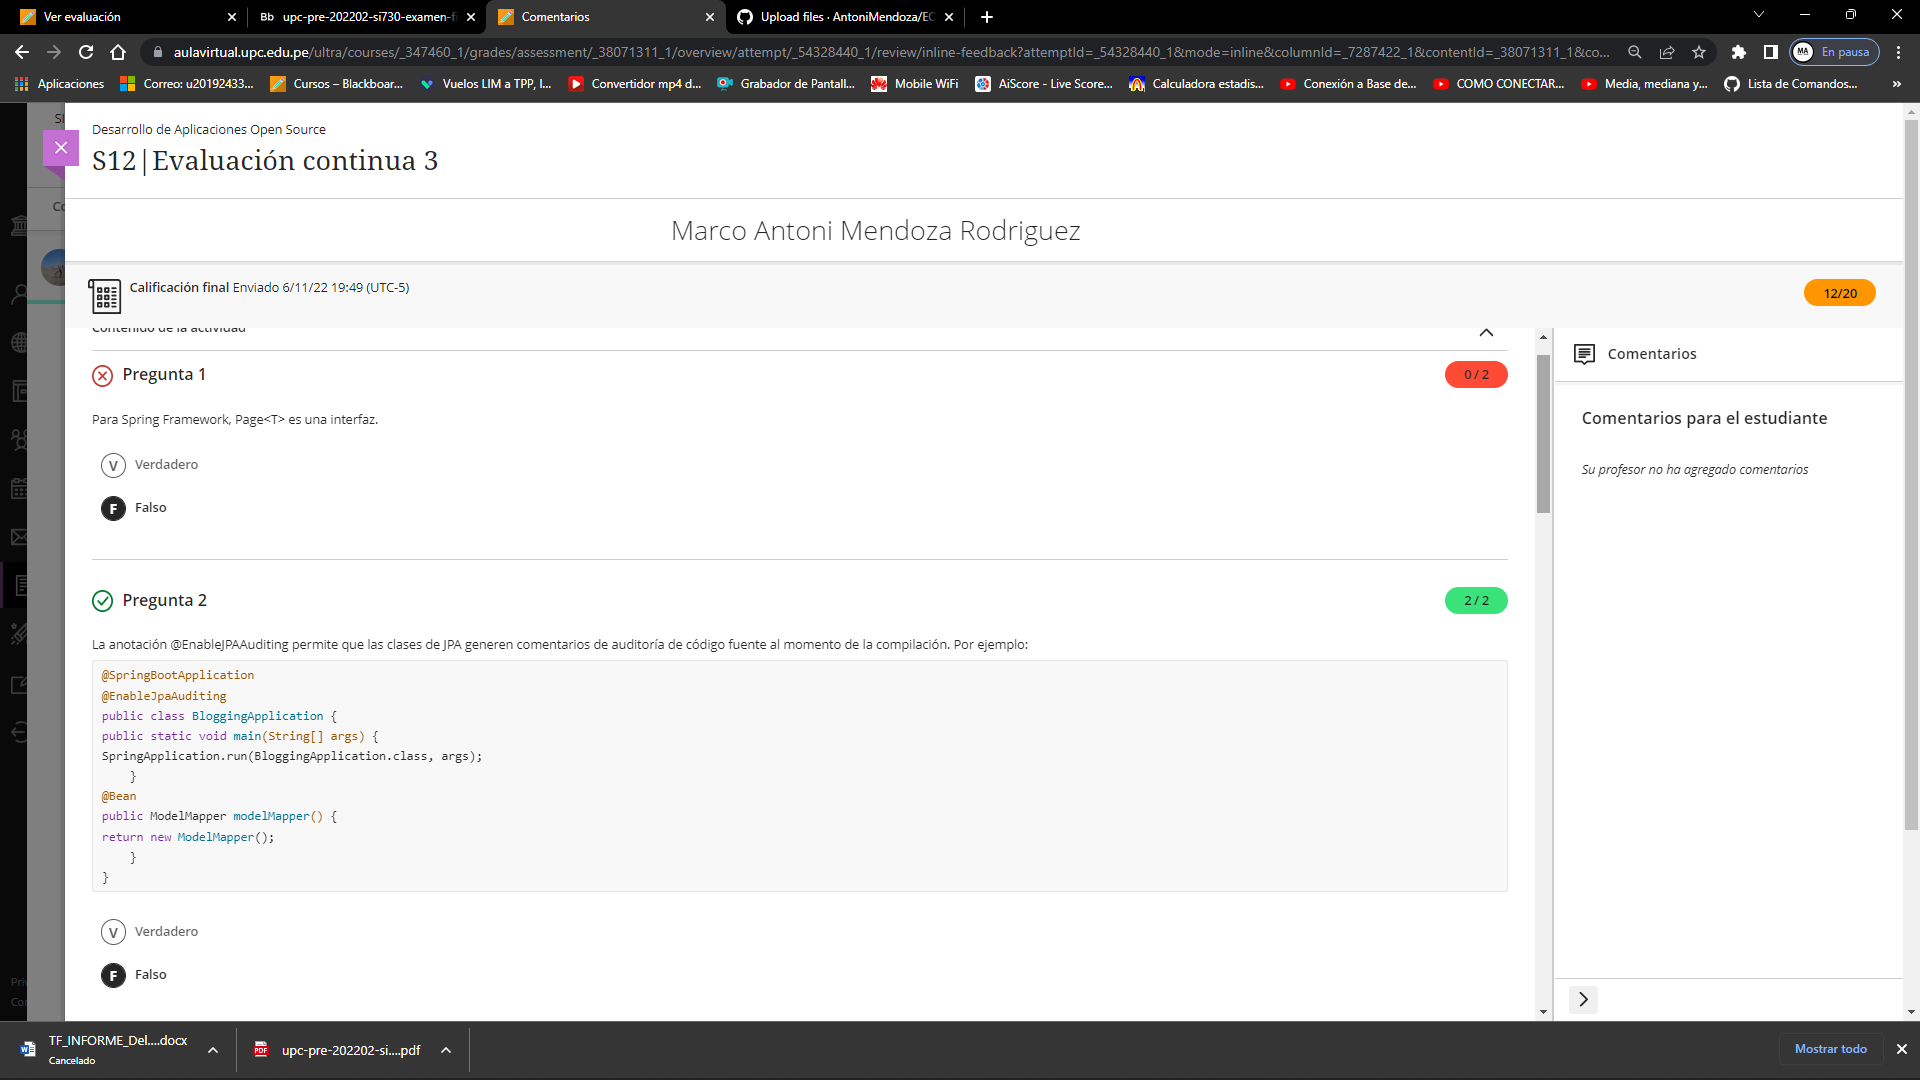 Ver evaluación
Bb upc-pre-202202-si730-examen-fi
Comentarios
Upload files · AntoniMendoza/EC
aulavirtual.upc.edu.pe/ultra/courses/_347460_1/grades/assessment/_38071311_1/overview/attempt/_54328440_1/review/inline-feedback?attemptId=_54328440_1&mode=inline&columnId=_7287422_1&contentId=_38071311_1&co...
MA En pausa
Aplicaciones
Correo: u20192433...
Cursos – Blackboar...
Vuelos LIM a TPP, l...
Convertidor mp4 d...
Grabador de Pantall...
Mobile WiFi
AiScore - Live Score...
Calculadora estadis...
Conexión a Base de...
COMO CONECTAR...
Media, mediana y...
Lista de Comandos...
»
Desarrollo de Aplicaciones Open Source
S12|Evaluación continua 3
Marco Antoni Mendoza Rodriguez
Calificación final Enviado 6/11/22 19:49 (UTC-5)
12/20
Contenido de la actividad
Pregunta 1
0 / 2
Para Spring Framework, Page<T> es una interfaz.
V Verdadero
F Falso
Pregunta 2
2 / 2
La anotación @EnableJPAAuditing permite que las clases de JPA generen comentarios de auditoría de código fuente al momento de la compilación. Por ejemplo:
@SpringBootApplication
@EnableJpaAuditing
public class BloggingApplication {
public static void main(String[] args) {
SpringApplication.run(BloggingApplication.class, args);
}
@Bean
public ModelMapper modelMapper() {
return new ModelMapper();
}
}
V Verdadero
F Falso
Comentarios
Comentarios para el estudiante
Su profesor no ha agregado comentarios
TF_INFORME_Del....docx
Cancelado
upc-pre-202202-si....pdf
Mostrar todo